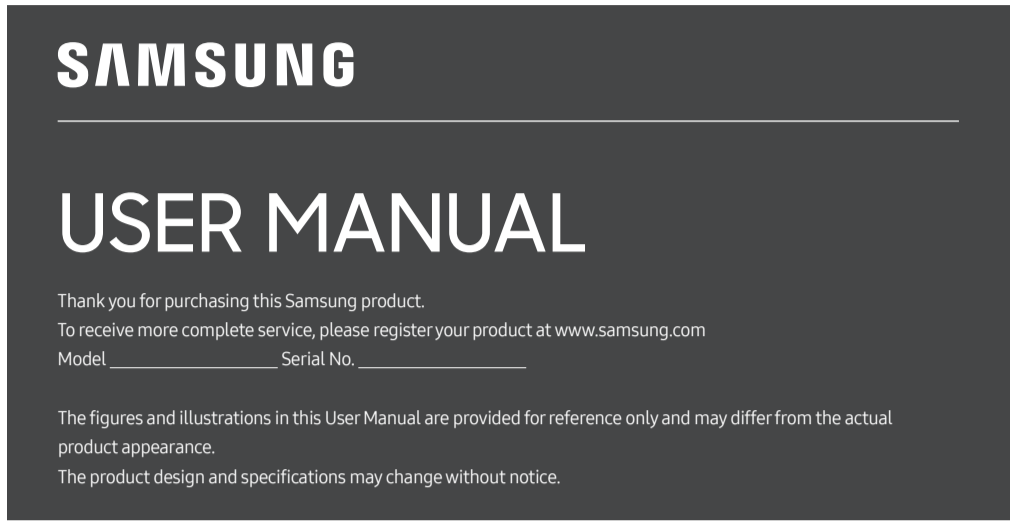 SAMSUNG
USER MANUAL
Thank you for purchasing this Samsung product.
To receive more complete service, please register your product at www.samsung.com
Model __________________ Serial No. __________________
The figures and illustrations in this User Manual are provided for reference only and may differ from the actual
product appearance.
The product design and specifications may change without notice.